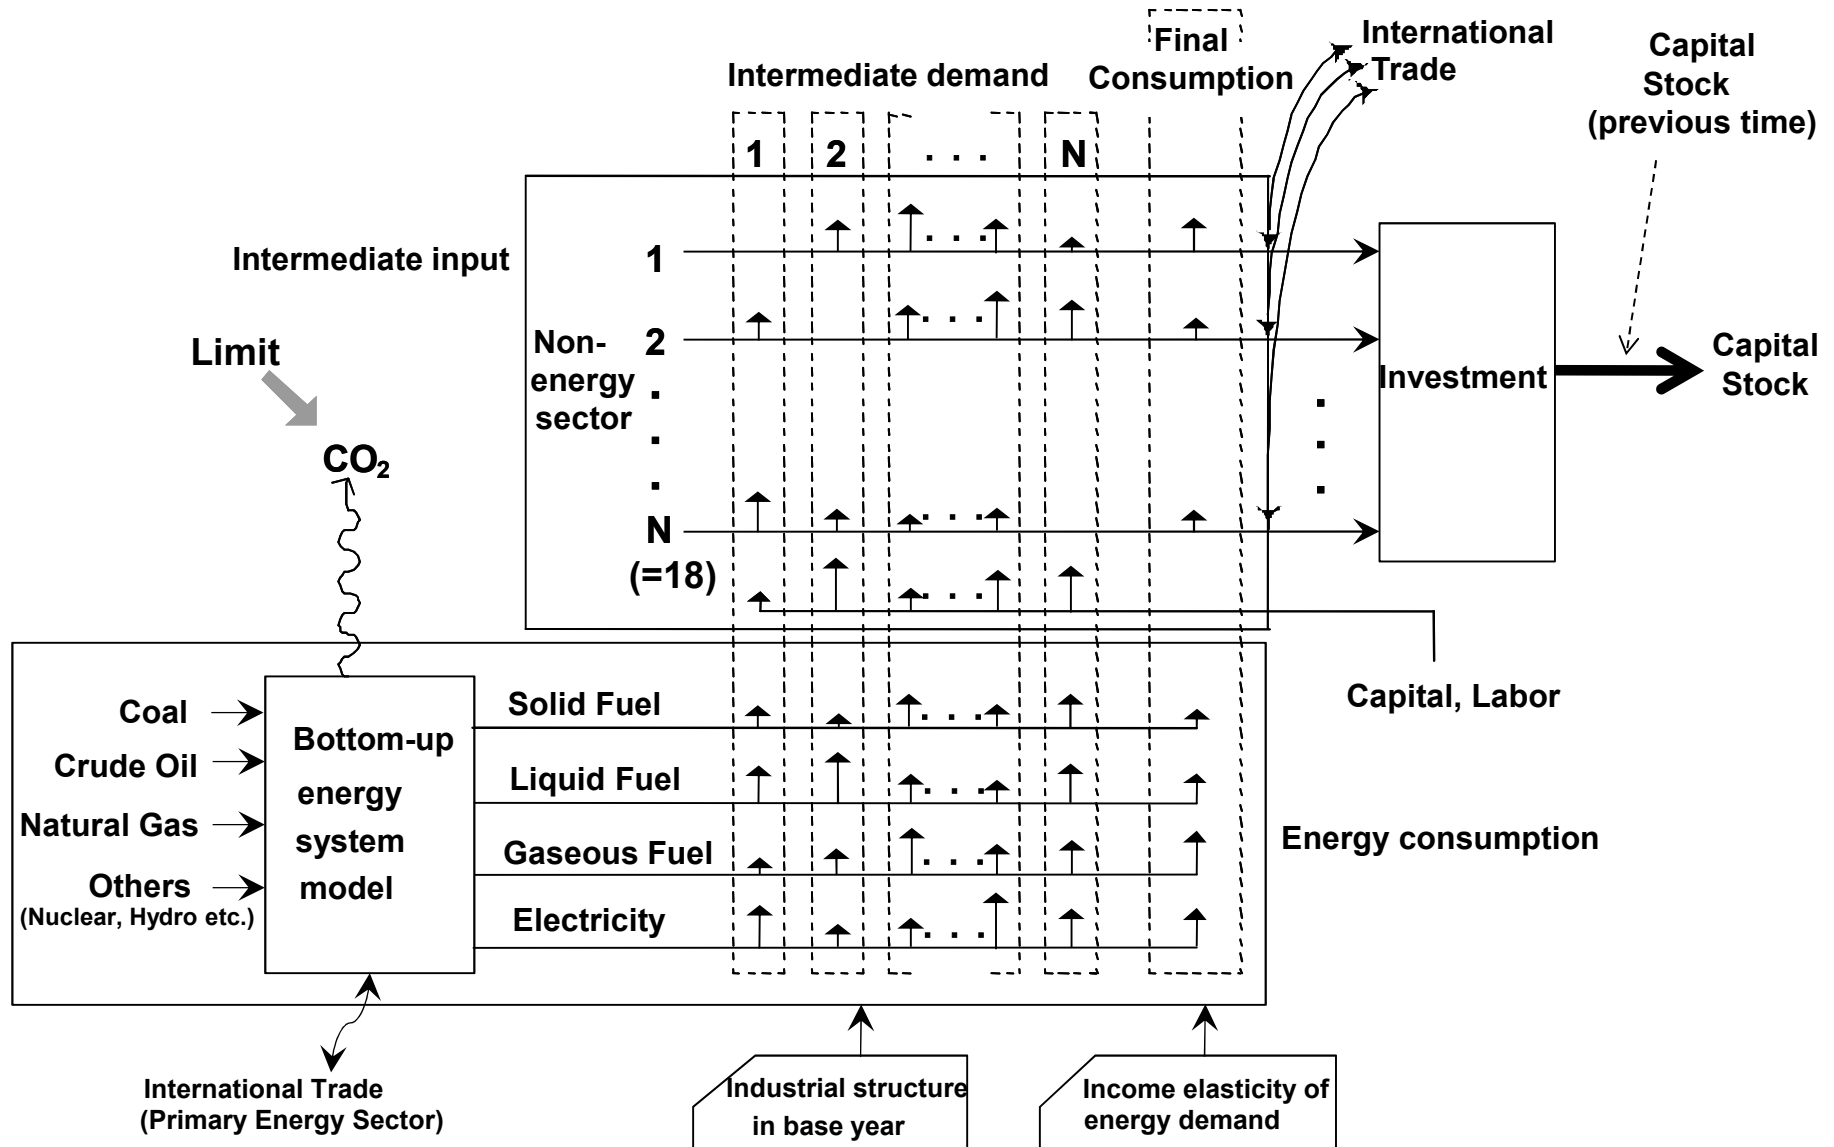 Final
Consumption
International
Trade
Capital
Stock
(previous time)
Intermediate demand
1 2 . . . N
Intermediate input
1
. . .
Non-
energy
sector
2
. . .
.
.
.
N
(=18)
. . .
. . .
.
.
.
Investment
Capital
Stock
Limit
CO₂
Capital, Labor
Coal
Crude Oil
Natural Gas
Others
(Nuclear, Hydro etc.)
Bottom-up
energy
system
model
Solid Fuel
. . .
Liquid Fuel
. . .
Gaseous Fuel
. . .
Electricity
. . .
Energy consumption
International Trade
(Primary Energy Sector)
Industrial structure
in base year
Income elasticity of
energy demand